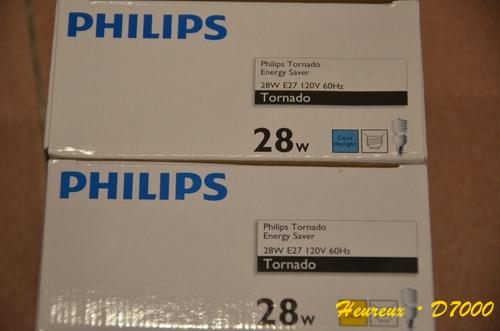 PHILIPS
Philips Tornado
Energy Saver
28W E27 120V 60Hz
Tornado
28w
Cool
daylight
PHILIPS
Philips Tornado
Energy Saver
28W E27 120V 60Hz
Tornado
28w
Heureux · D7000